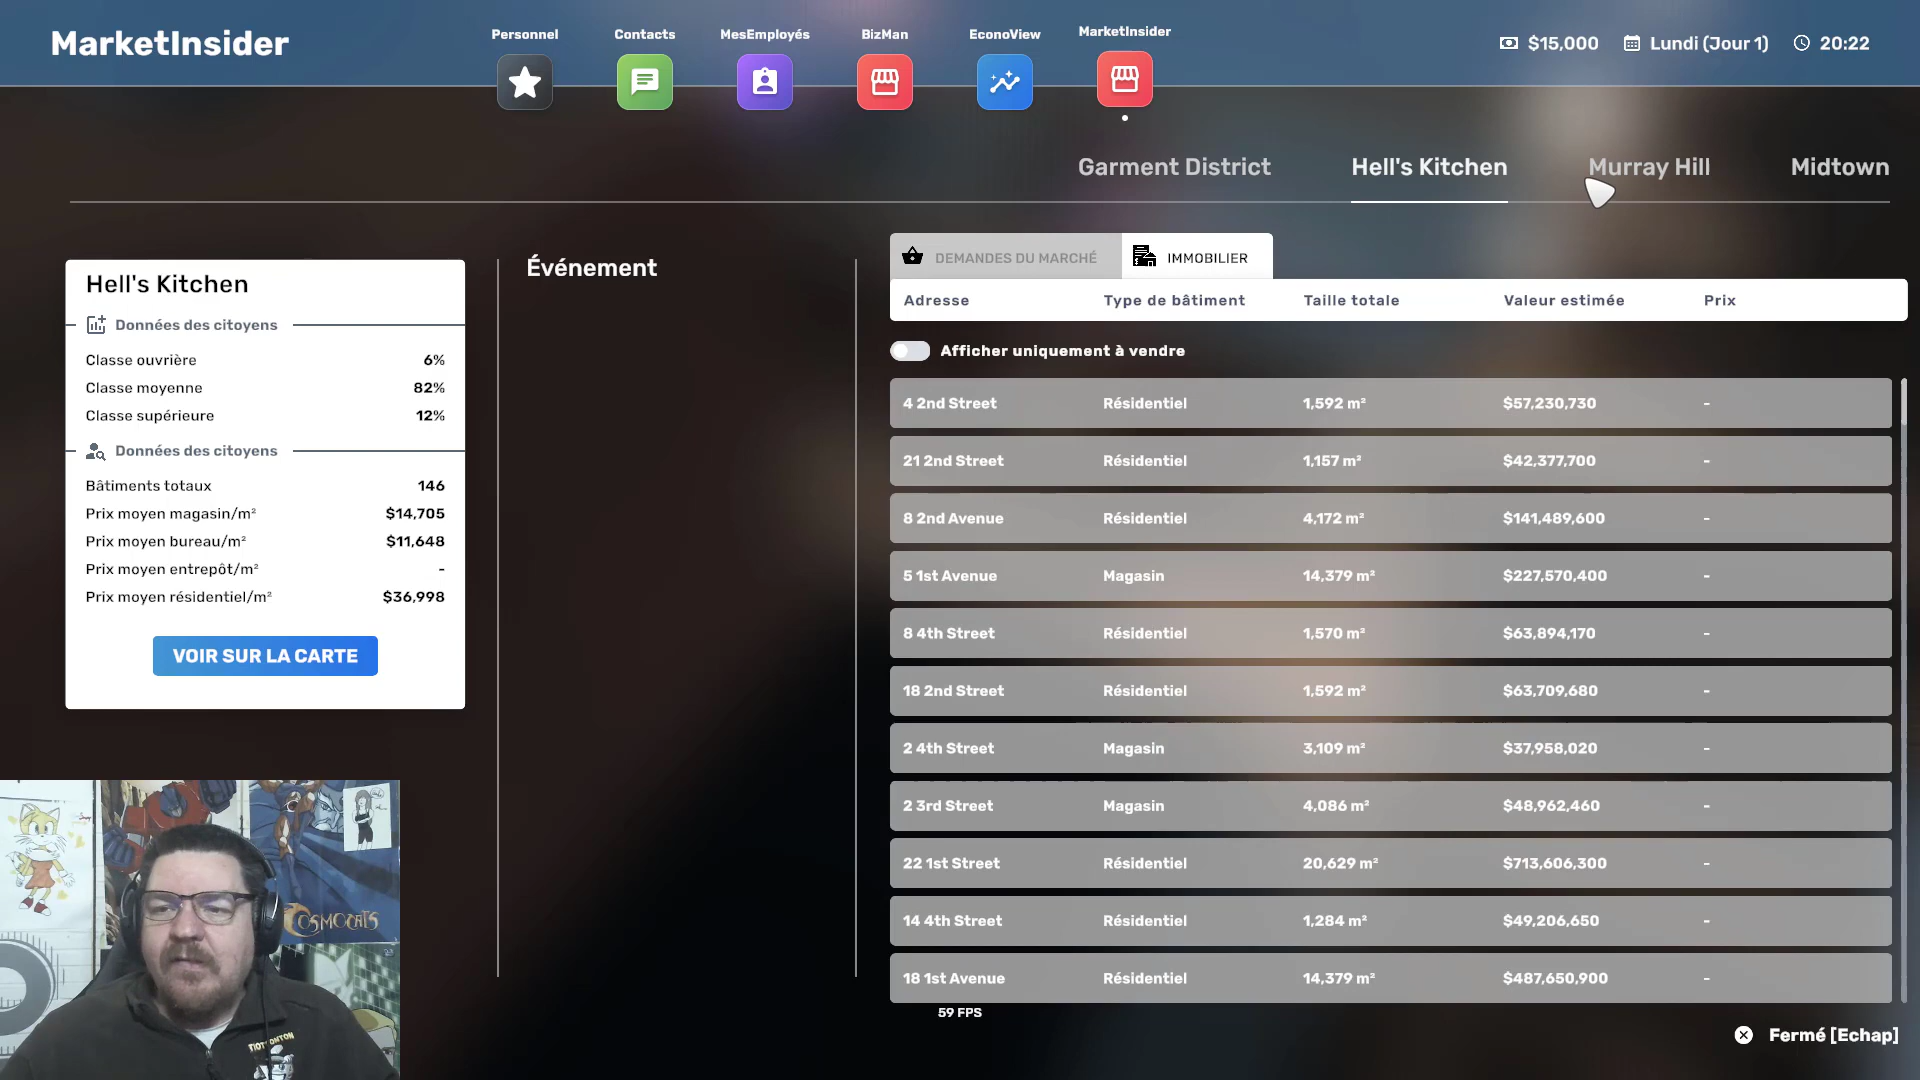 MarketInsider
Personnel
Contacts
MesEmployés
BizMan
EconoView
MarketInsider
$15,000
Lundi (Jour 1)
20:22
Garment District
Hell's Kitchen
Murray Hill
Midtown
Hell's Kitchen
Données des citoyens
Classe ouvrière 6%
Classe moyenne 82%
Classe supérieure 12%
Données des citoyens
Bâtiments totaux 146
Prix moyen magasin/m² $14,705
Prix moyen bureau/m² $11,648
Prix moyen entrepôt/m² -
Prix moyen résidentiel/m² $36,998
VOIR SUR LA CARTE
Événement
DEMANDES DU MARCHÉ
IMMOBILIER
Adresse Type de bâtiment Taille totale Valeur estimée Prix
Afficher uniquement à vendre
4 2nd Street Résidentiel 1,592 m² $57,230,730 -
21 2nd Street Résidentiel 1,157 m² $42,377,700 -
8 2nd Avenue Résidentiel 4,172 m² $141,489,600 -
5 1st Avenue Magasin 14,379 m² $227,570,400 -
8 4th Street Résidentiel 1,570 m² $63,894,170 -
18 2nd Street Résidentiel 1,592 m² $63,709,680 -
2 4th Street Magasin 3,109 m² $37,958,020 -
2 3rd Street Magasin 4,086 m² $48,962,460 -
22 1st Street Résidentiel 20,629 m² $713,606,300 -
14 4th Street Résidentiel 1,284 m² $49,206,650 -
18 1st Avenue Résidentiel 14,379 m² $487,650,900 -
59 FPS
Fermé [Echap]
COSMOCATS